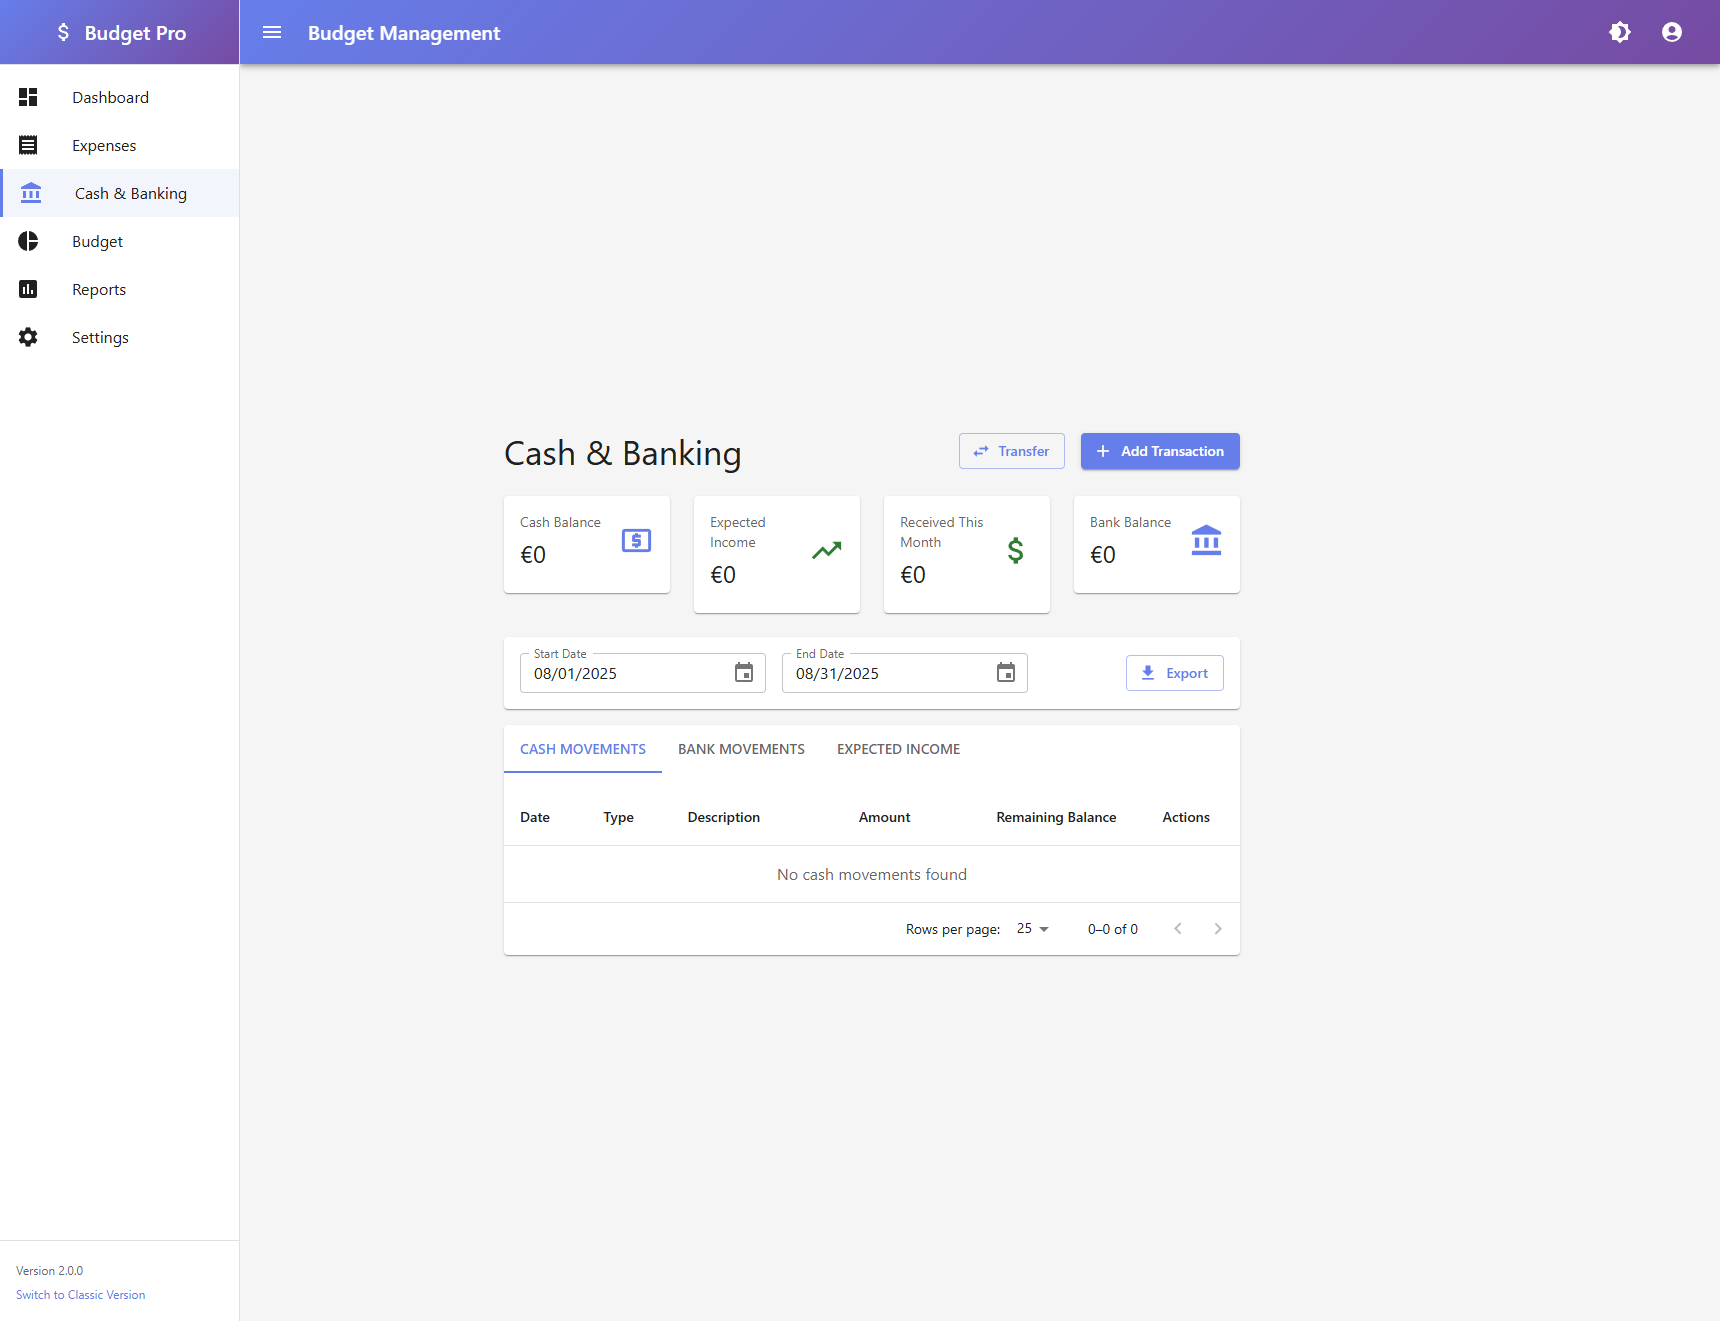 Budget Pro
Budget Management
Dashboard
Expenses
Cash & Banking
Budget
Reports
Settings
Cash & Banking
Transfer
Add Transaction
Cash Balance
€0
Expected
Income
€0
Received This
Month
€0
Bank Balance
€0
Start Date
08/01/2025
End Date
08/31/2025
Export
CASH MOVEMENTS
BANK MOVEMENTS
EXPECTED INCOME
Date Type Description Amount Remaining Balance Actions
No cash movements found
Rows per page: 25 0–0 of 0
Version 2.0.0
Switch to Classic Version